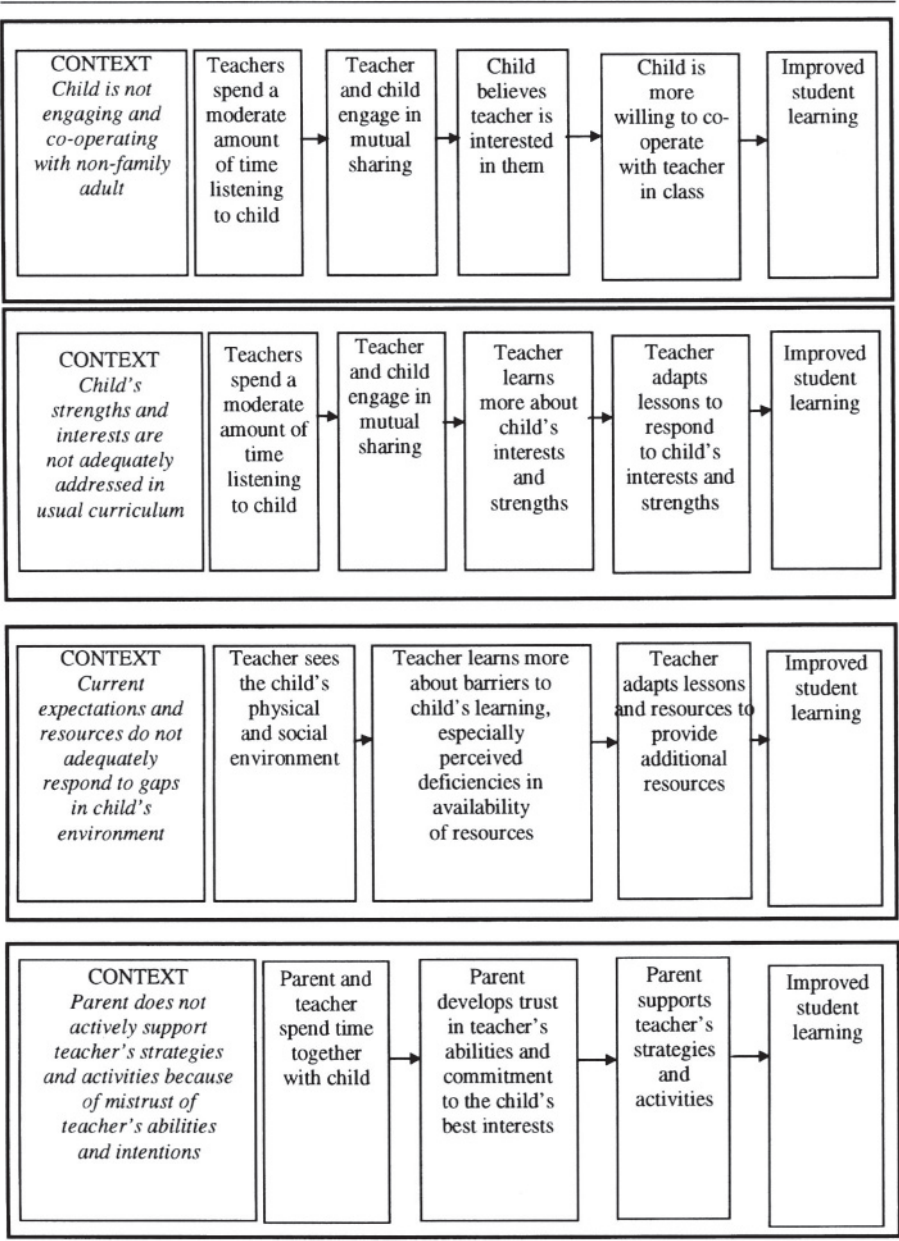 CONTEXT
Child is not
engaging and
co-operating
with non-family
adult
Teachers
spend a
moderate
amount
of time
listening
to child
Teacher
and child
engage in
mutual
sharing
Child
believes
teacher is
interested
in them
Child is
more
willing to co-
operate
with teacher
in class
Improved
student
learning
CONTEXT
Child's
strengths and
interests are
not adequately
addressed in
usual curriculum
Teachers
spend a
moderate
amount of
time
listening
to child
Teacher
and child
engage in
mutual
sharing
Teacher
learns
more about
child's
interests
and
strengths
Teacher
adapts
lessons to
respond
to child's
interests and
strengths
Improved
student
learning
CONTEXT
Current
expectations and
resources do not
adequately
respond to gaps
in child's
environment
Teacher sees
the child's
physical
and social
environment
Teacher learns more
about barriers to
child's learning,
especially
perceived
deficiencies in
availability
of resources
Teacher
adapts lessons
and resources to
provide
additional
resources
Improved
student
learning
CONTEXT
Parent does not
actively support
teacher's strategies
and activities because
of mistrust of
teacher's abilities
and intentions
Parent and
teacher
spend time
together
with child
Parent
develops trust
in teacher's
abilities and
commitment
to the child's
best interests
Parent
supports
teacher's
strategies
and
activities
Improved
student
learning